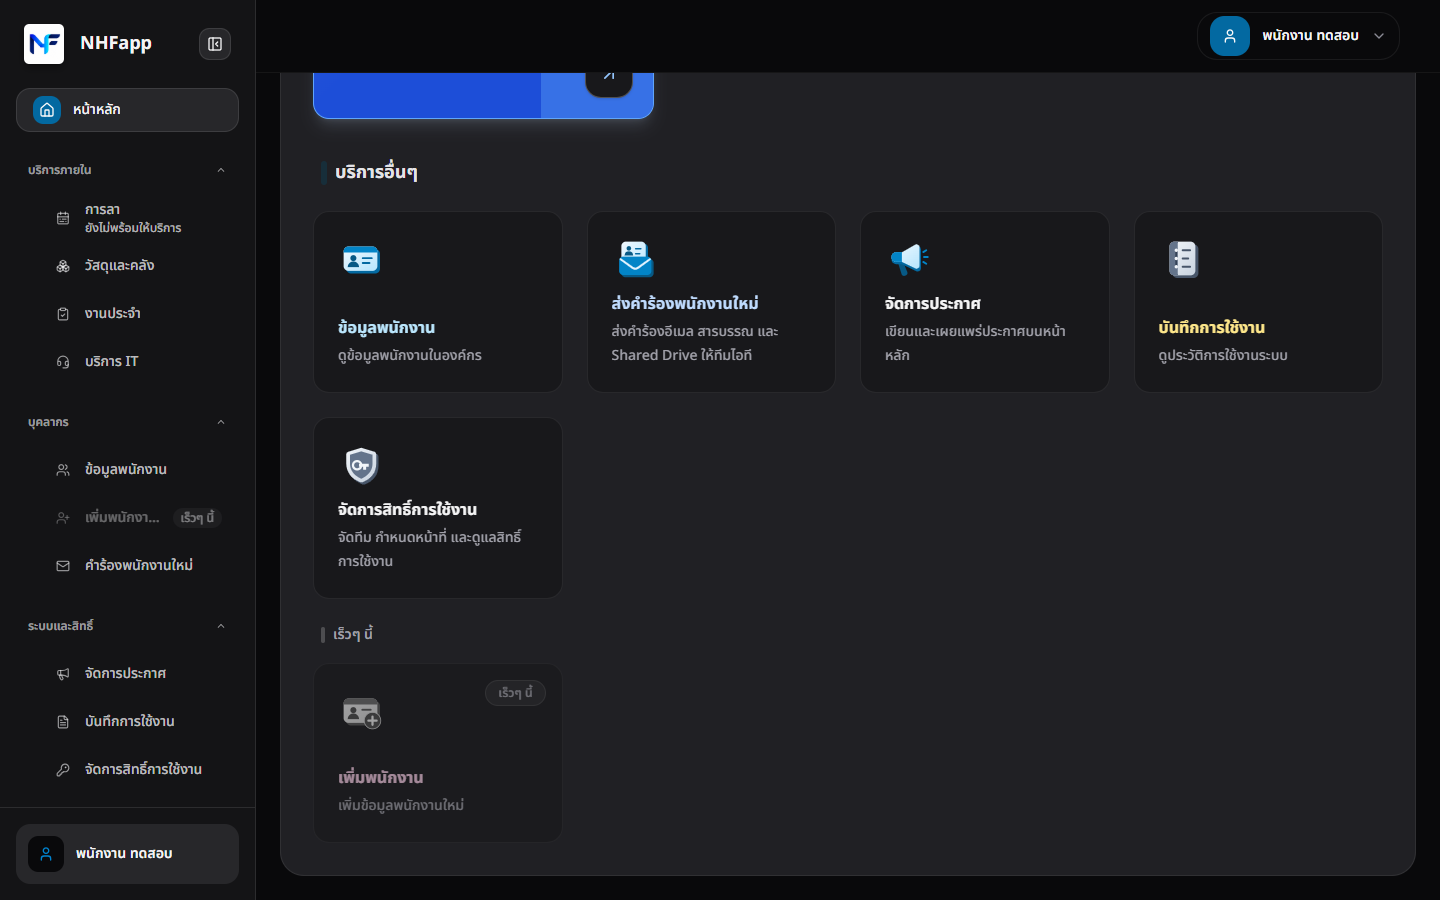 NHFapp
พนักงาน ทดสอบ
หน้าหลัก
บริการภายใน
การลา
ยังไม่พร้อมให้บริการ
วัสดุและคลัง
งานประจำ
บริการ IT
บุคลากร
ข้อมูลพนักงาน
เพิ่มพนักงา... เร็วๆ นี้
คำร้องพนักงานใหม่
ระบบและสิทธิ์
จัดการประกาศ
บันทึกการใช้งาน
จัดการสิทธิ์การใช้งาน
พนักงาน ทดสอบ
บริการอื่นๆ
ข้อมูลพนักงาน
ดูข้อมูลพนักงานในองค์กร
ส่งคำร้องพนักงานใหม่
ส่งคำร้องอีเมล สารบรรณ และ
Shared Drive ให้ทีมไอที
จัดการประกาศ
เขียนและเผยแพร่ประกาศบนหน้า
หลัก
บันทึกการใช้งาน
ดูประวัติการใช้งานระบบ
จัดการสิทธิ์การใช้งาน
จัดทีม กำหนดหน้าที่ และดูแลสิทธิ์
การใช้งาน
เร็วๆ นี้
เร็วๆ นี้
เพิ่มพนักงาน
เพิ่มข้อมูลพนักงานใหม่